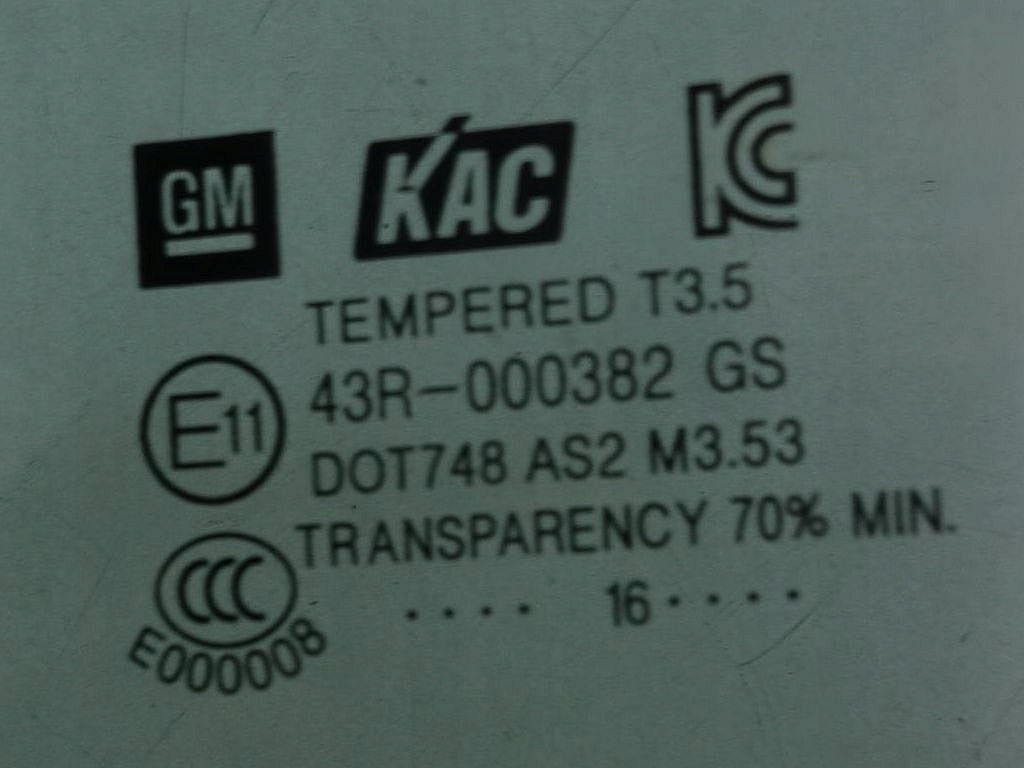 GM KAC KC
TEMPERED T3.5
E11 43R-000382 GS
DOT748 AS2 M3.53
TRANSPARENCY 70% MIN.
CCC
E000008
. . . . 16 . . . .